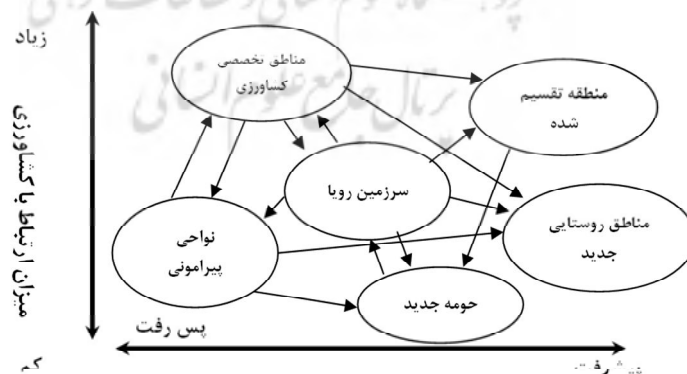 زیاد
مناطق تخصصی
کساورزی
منطقه تقسیم
شده
سرزمین رویا
میزان ارتباط با کشاورزی
مناطق روستایی
جدید
نواحی
پیرامونی
حومه جدید
پس رفت